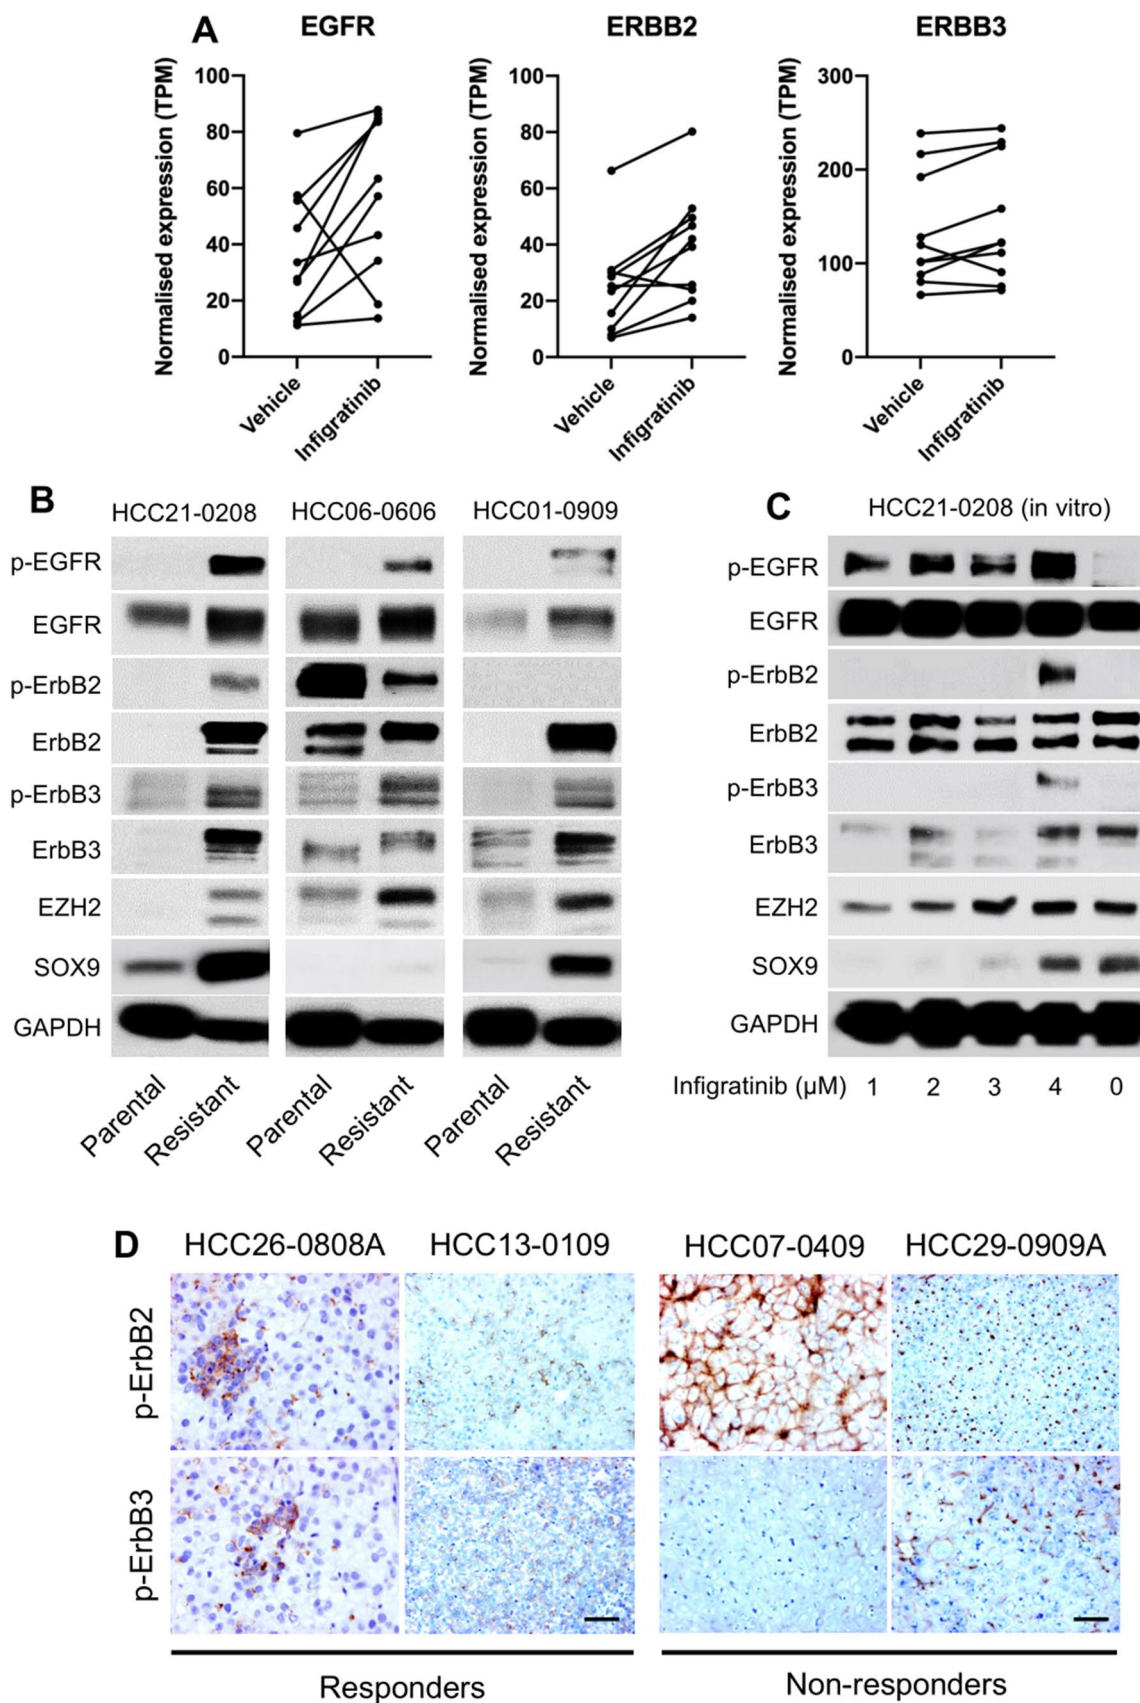 A EGFR ERBB2 ERBB3
Normalised expression (TPM)
100
80
60
40
20
0
Vehicle
Infigratinib
Normalised expression (TPM)
100
80
60
40
20
0
Vehicle
Infigratinib
Normalised expression (TPM)
300
200
100
0
Vehicle
Infigratinib
B
HCC21-0208 HCC06-0606 HCC01-0909
p-EGFR
EGFR
p-ErbB2
ErbB2
p-ErbB3
ErbB3
EZH2
SOX9
GAPDH
Parental Resistant Parental Resistant Parental Resistant
C
HCC21-0208 (in vitro)
p-EGFR
EGFR
p-ErbB2
ErbB2
p-ErbB3
ErbB3
EZH2
SOX9
GAPDH
Infigratinib (µM) 1 2 3 4 0
D HCC26-0808A HCC13-0109 HCC07-0409 HCC29-0909A
p-ErbB2
p-ErbB3
Responders Non-responders